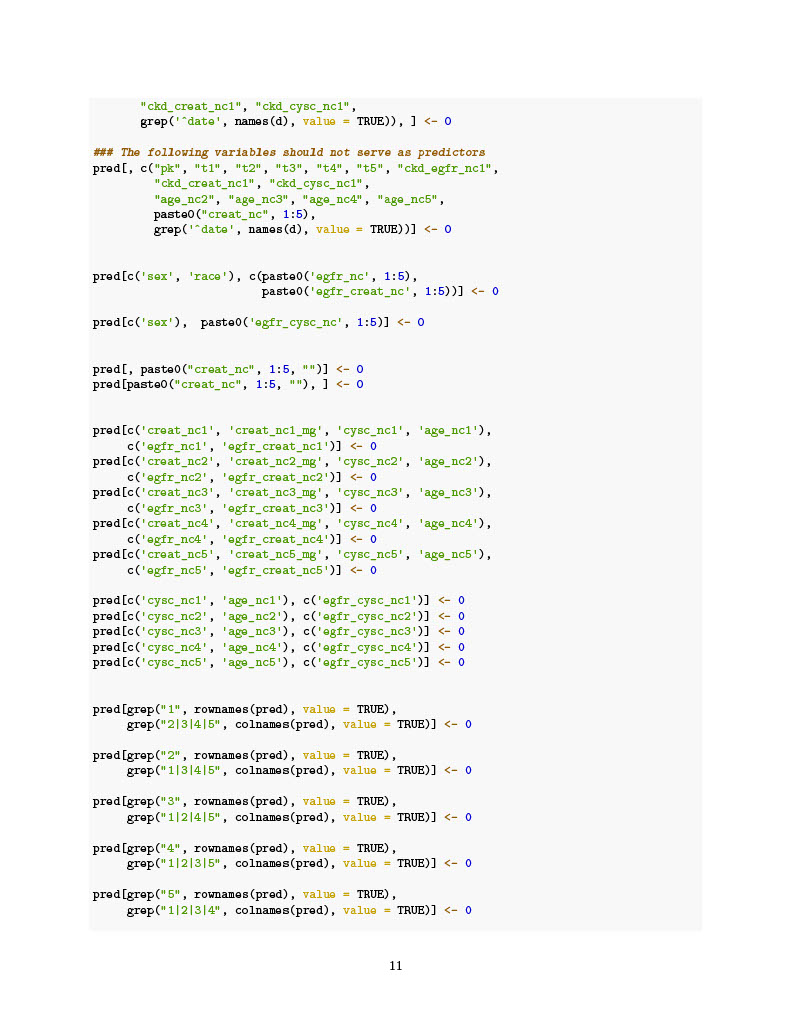 "ckd_creat_nc1", "ckd_cysc_nc1",
grep('^date', names(d), value = TRUE)), ] <- 0
### The following variables should not serve as predictors
pred[, c("pk", "t1", "t2", "t3", "t4", "t5", "ckd_egfr_nc1",
"ckd_creat_nc1", "ckd_cysc_nc1",
"age_nc2", "age_nc3", "age_nc4", "age_nc5",
paste0("creat_nc", 1:5),
grep('^date', names(d), value = TRUE))] <- 0
pred[c('sex', 'race'), c(paste0('egfr_nc', 1:5),
paste0('egfr_creat_nc', 1:5))] <- 0
pred[c('sex'),  paste0('egfr_cysc_nc', 1:5)] <- 0
pred[, paste0("creat_nc", 1:5, "")] <- 0
pred[paste0("creat_nc", 1:5, ""), ] <- 0
pred[c('creat_nc1', 'creat_nc1_mg', 'cysc_nc1', 'age_nc1'),
c('egfr_nc1', 'egfr_creat_nc1')] <- 0
pred[c('creat_nc2', 'creat_nc2_mg', 'cysc_nc2', 'age_nc2'),
c('egfr_nc2', 'egfr_creat_nc2')] <- 0
pred[c('creat_nc3', 'creat_nc3_mg', 'cysc_nc3', 'age_nc3'),
c('egfr_nc3', 'egfr_creat_nc3')] <- 0
pred[c('creat_nc4', 'creat_nc4_mg', 'cysc_nc4', 'age_nc4'),
c('egfr_nc4', 'egfr_creat_nc4')] <- 0
pred[c('creat_nc5', 'creat_nc5_mg', 'cysc_nc5', 'age_nc5'),
c('egfr_nc5', 'egfr_creat_nc5')] <- 0
pred[c('cysc_nc1', 'age_nc1'), c('egfr_cysc_nc1')] <- 0
pred[c('cysc_nc2', 'age_nc2'), c('egfr_cysc_nc2')] <- 0
pred[c('cysc_nc3', 'age_nc3'), c('egfr_cysc_nc3')] <- 0
pred[c('cysc_nc4', 'age_nc4'), c('egfr_cysc_nc4')] <- 0
pred[c('cysc_nc5', 'age_nc5'), c('egfr_cysc_nc5')] <- 0
pred[grep("1", rownames(pred), value = TRUE),
grep("2|3|4|5", colnames(pred), value = TRUE)] <- 0
pred[grep("2", rownames(pred), value = TRUE),
grep("1|3|4|5", colnames(pred), value = TRUE)] <- 0
pred[grep("3", rownames(pred), value = TRUE),
grep("1|2|4|5", colnames(pred), value = TRUE)] <- 0
pred[grep("4", rownames(pred), value = TRUE),
grep("1|2|3|5", colnames(pred), value = TRUE)] <- 0
pred[grep("5", rownames(pred), value = TRUE),
grep("1|2|3|4", colnames(pred), value = TRUE)] <- 0
11